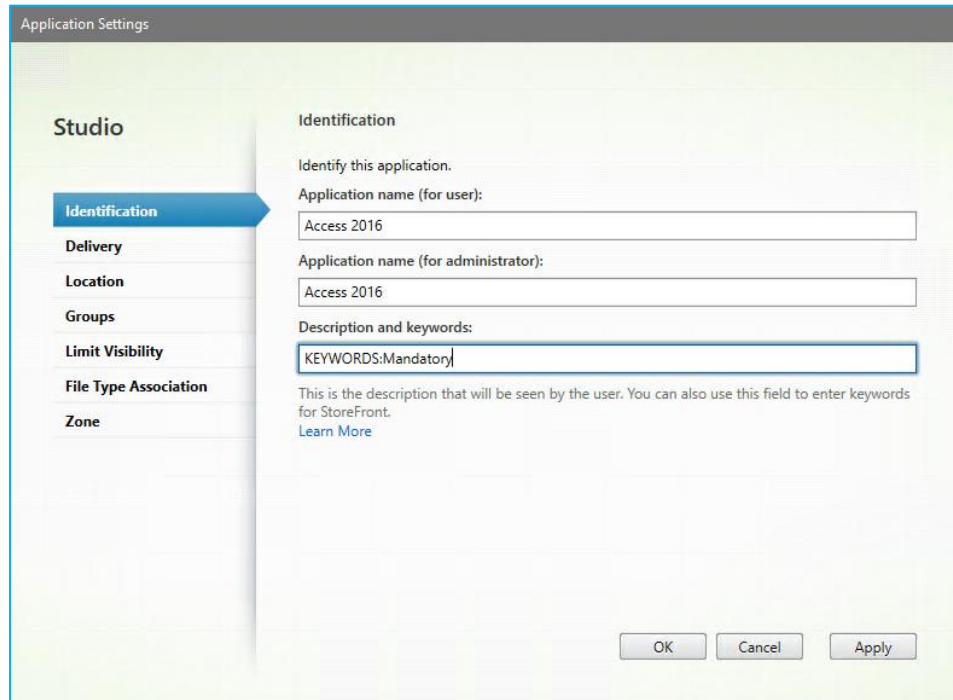 Application Settings
Studio
Identification
Delivery
Location
Groups
Limit Visibility
File Type Association
Zone
Identification
Identify this application.
Application name (for user):
Access 2016
Application name (for administrator):
Access 2016
Description and keywords:
KEYWORDS:Mandatory
This is the description that will be seen by the user. You can also use this field to enter keywords
for StoreFront.
Learn More
OK
Cancel
Apply